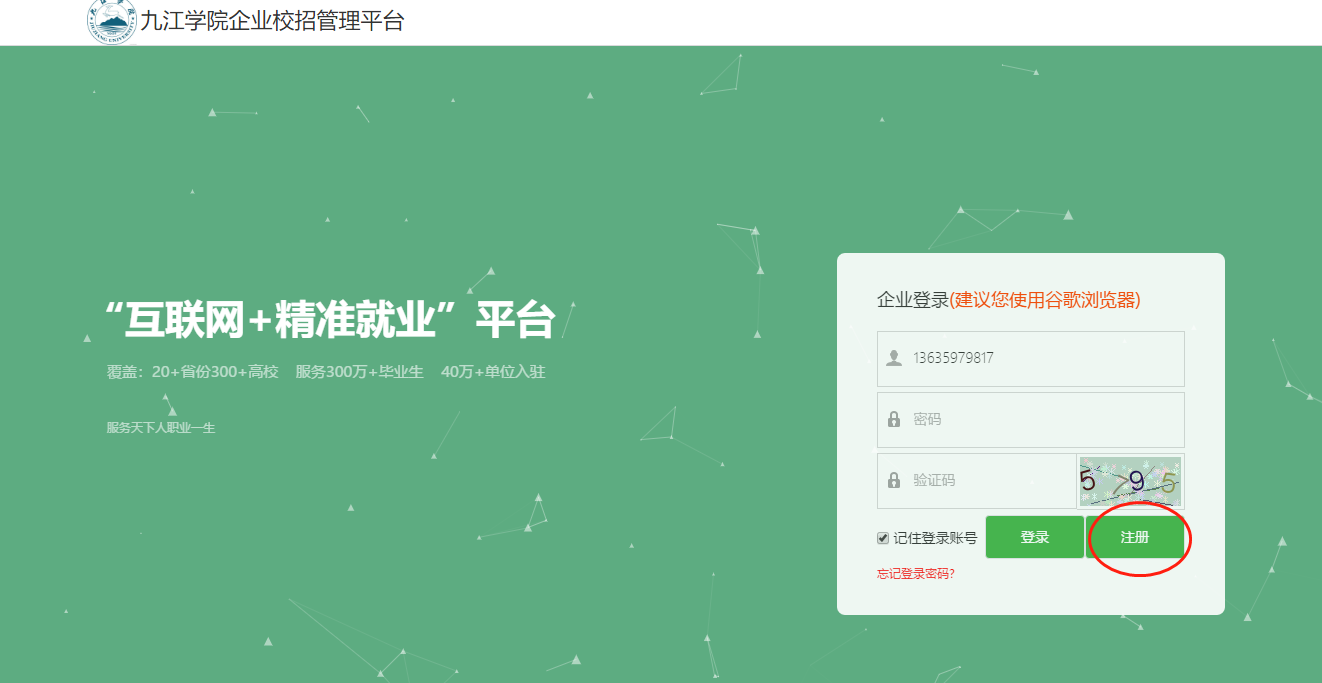 九江学院企业校招管理平台
“互联网+精准就业”平台
覆盖：20+省份300+高校 服务300万+毕业生 40万+单位入驻
服务天下人职业一生
企业登录(建议您使用谷歌浏览器)
13635979817
密码
验证码
5795
记住登录账号 登录 注册
忘记登录密码?